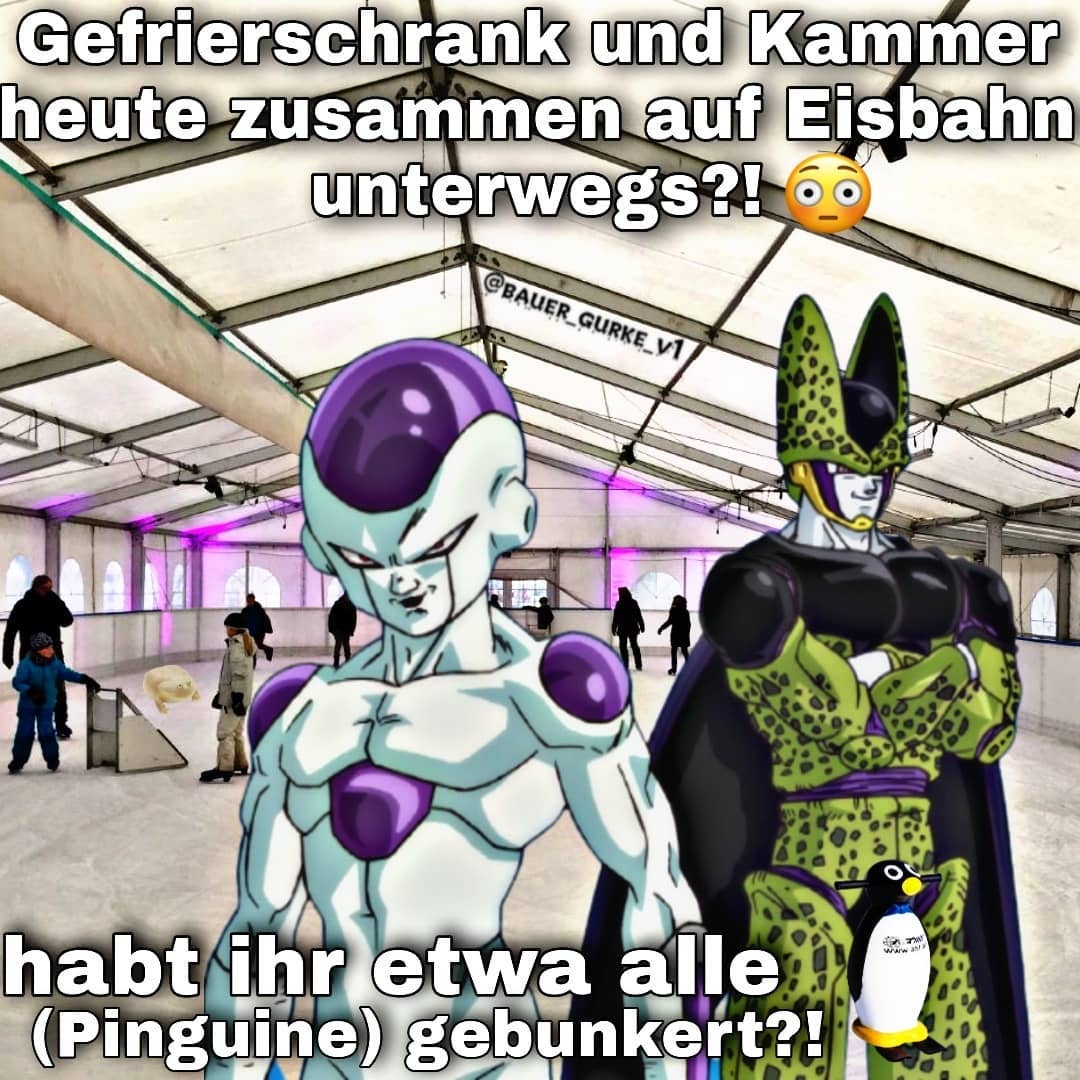 Gefrierschrank und Kammer
heute zusammen auf Eisbahn
unterwegs?! 😳
@BAUER_GURKE_V1
habt ihr etwa alle
(Pinguine) gebunkert?!